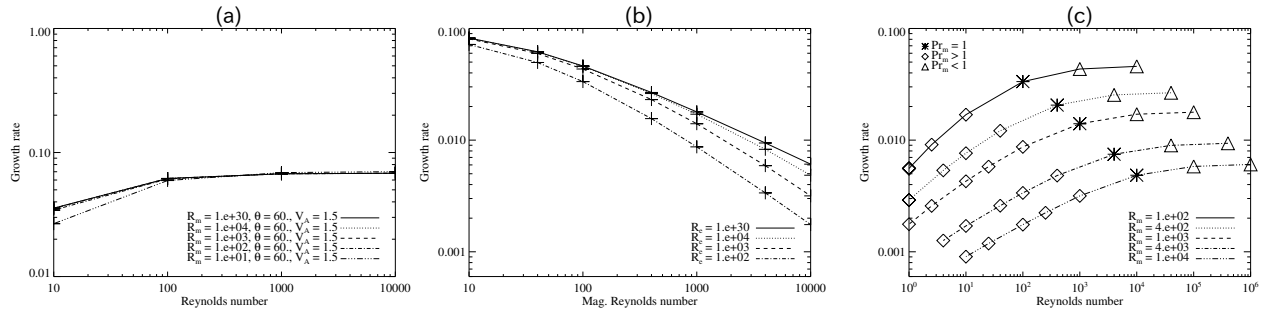 (a)
1.00
0.10
0.01
Growth rate
R_m = 1.e+30, θ = 60., V_A = 1.5
R_m = 1.e+04, θ = 60., V_A = 1.5
R_m = 1.e+03, θ = 60., V_A = 1.5
R_m = 1.e+02, θ = 60., V_A = 1.5
R_m = 1.e+01, θ = 60., V_A = 1.5
10 100 1000 10000
Reynolds number
(b)
0.100
0.010
0.001
Growth rate
R_e = 1.e+30
R_e = 1.e+04
R_e = 1.e+03
R_e = 1.e+02
10 100 1000 10000
Mag. Reynolds number
(c)
0.100
0.010
0.001
Growth rate
Pr_m = 1
Pr_m > 1
Pr_m < 1
R_m = 1.e+02
R_m = 4.e+02
R_m = 1.e+03
R_m = 4.e+03
R_m = 1.e+04
10^0 10^1 10^2 10^3 10^4 10^5 10^6
Reynolds number